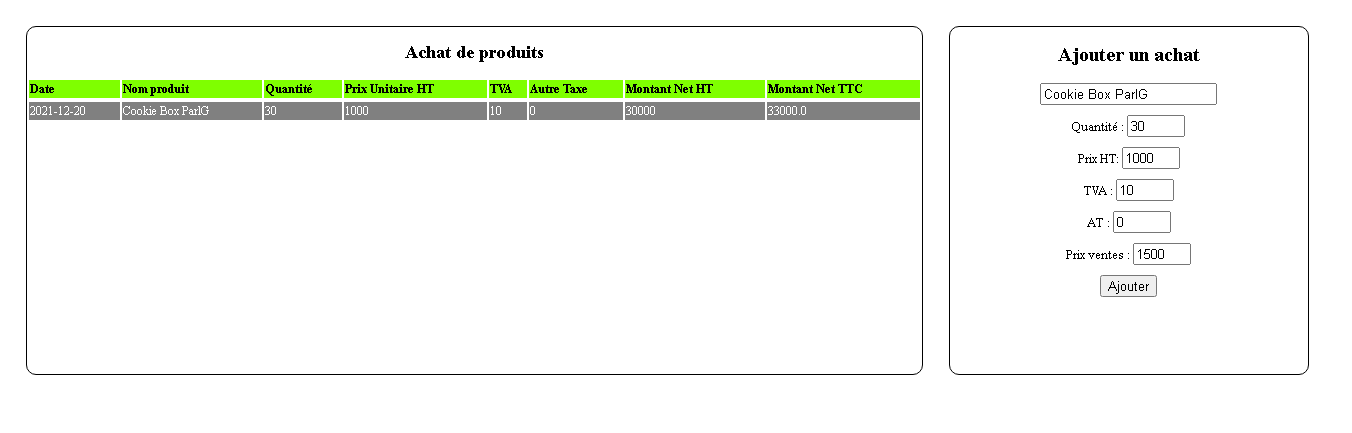 Achat de produits
Date Nom produit Quantité Prix Unitaire HT TVA Autre Taxe Montant Net HT Montant Net TTC
2021-12-20 Cookie Box ParlG 30 1000 10 0 30000 33000.0
Ajouter un achat
Cookie Box ParlG
Quantité : 30
Prix HT: 1000
TVA : 10
AT : 0
Prix ventes : 1500
Ajouter